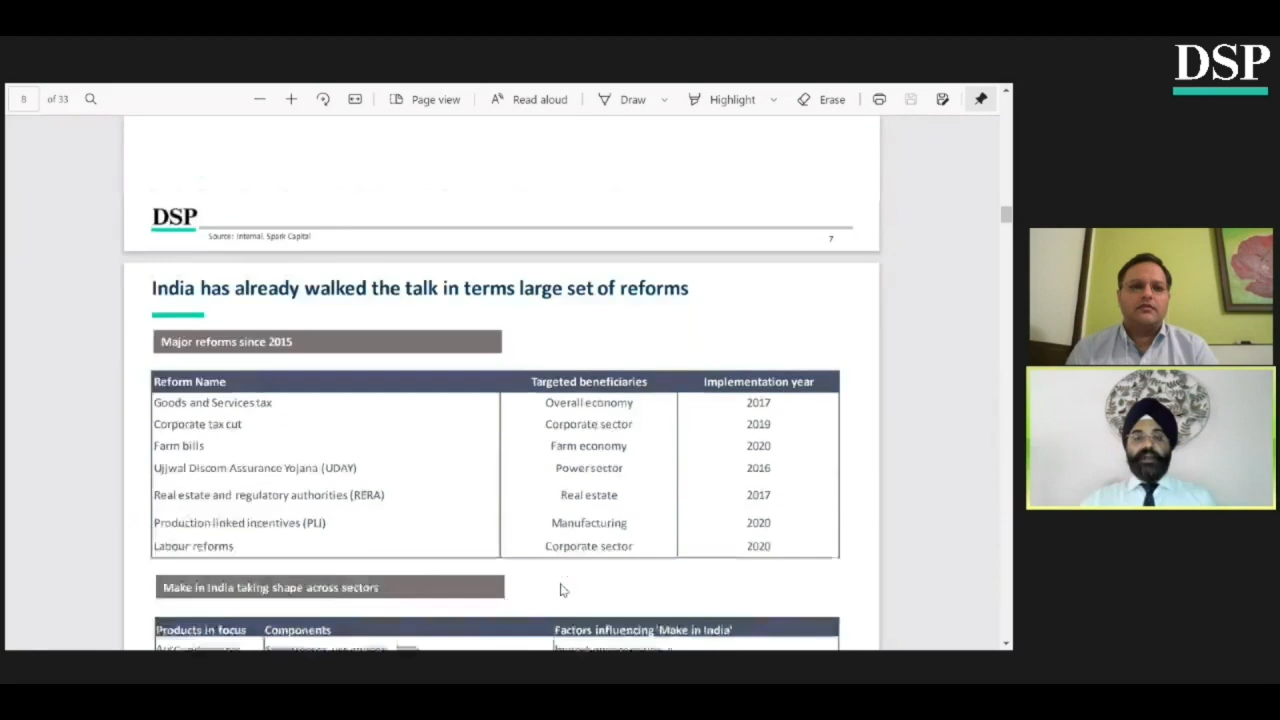 DSP
8 of 33 Page view Read aloud Draw Highlight Erase
DSP
Source: Internal, Spark Capital
7
India has already walked the talk in terms large set of reforms
Major reforms since 2015
Reform Name Targeted beneficiaries Implementation year
Goods and Services tax Overall economy 2017
Corporate tax cut Corporate sector 2019
Farm bills Farm economy 2020
Ujjwal Discom Assurance Yojana (UDAY) Power sector 2016
Real estate and regulatory authorities (RERA) Real estate 2017
Production linked incentives (PLI) Manufacturing 2020
Labour reforms Corporate sector 2020
Make in India taking shape across sectors
Products in focus Components Factors influencing 'Make in India'